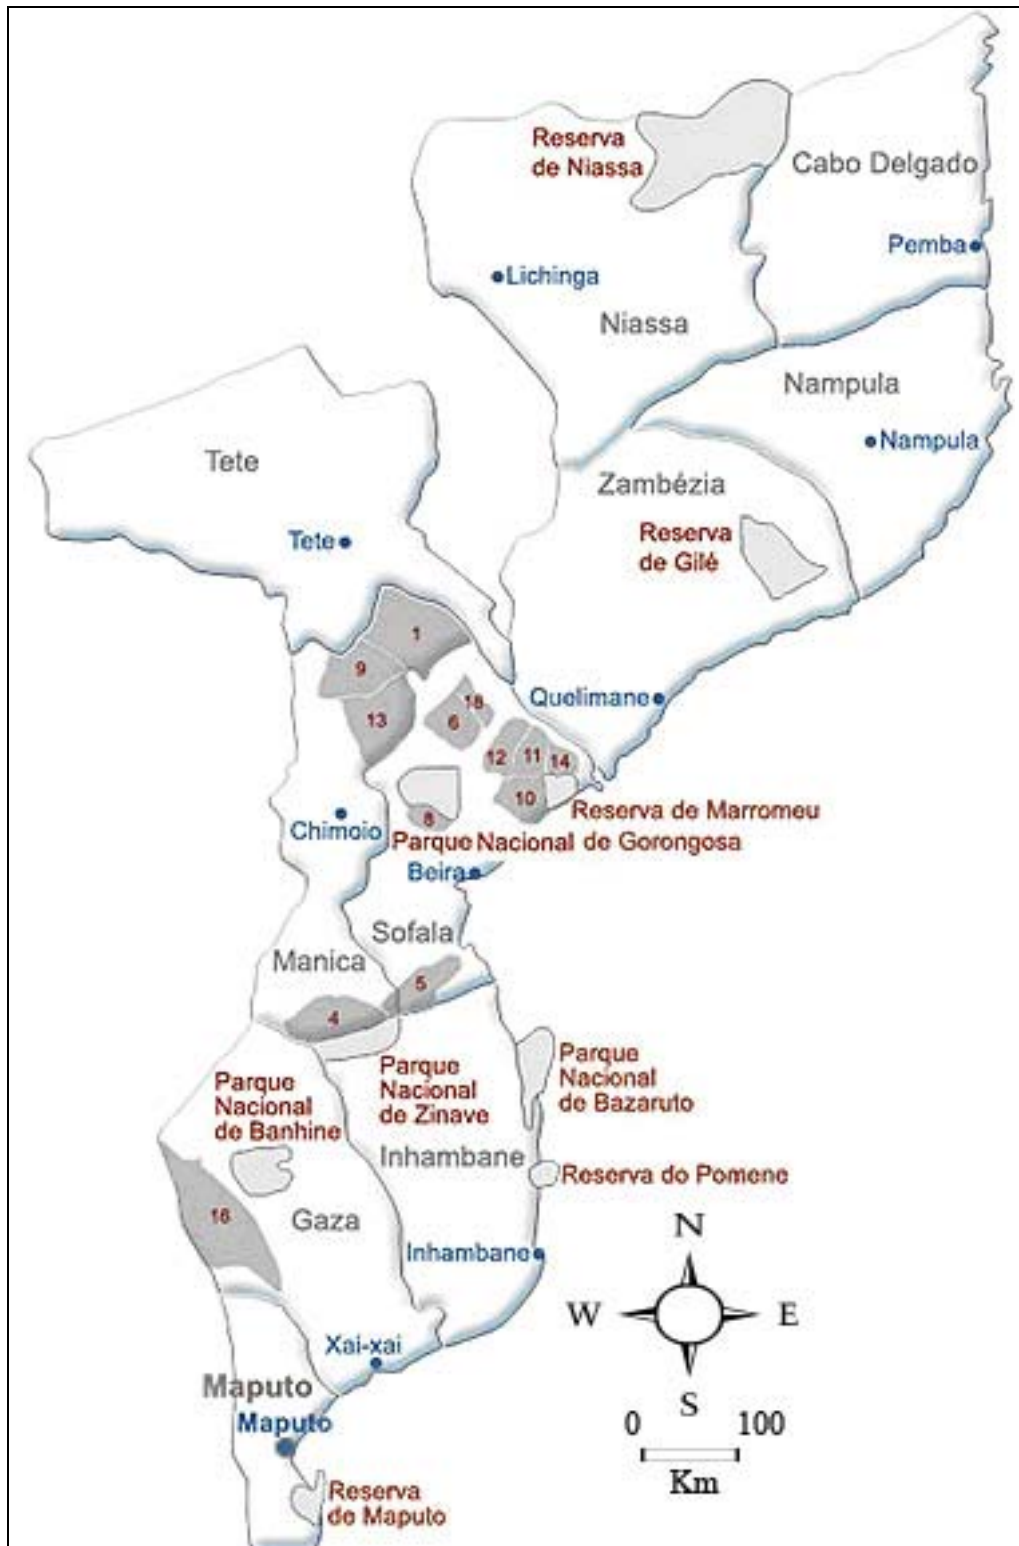 Reserva
de Niassa
Cabo Delgado
Pemba
Lichinga
Niassa
Nampula
Nampula
Tete
Zambézia
Tete
Reserva
de Gilé
1
9
13
18
6
Quelimane
12
11
14
10
8
Reserva de Marromeu
Chimoio
Parque Nacional de Gorongosa
Beira
Sofala
Manica
5
4
Parque
Nacional
de Bazaruto
Parque
Nacional
de Zinave
Parque
Nacional
de Banhine
Inhambane
Reserva do Pomene
16
Gaza
N
W
E
S
Inhambane
Xai-xai
Maputo
Maputo
0 100
Km
Reserva
de Maputo